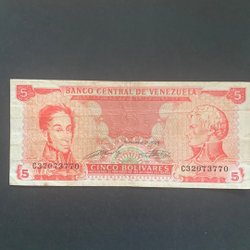 5 BANCO CENTRAL DE VENEZUELA 5
C32073770 C32073770
5 CINCO BOLIVARES 5